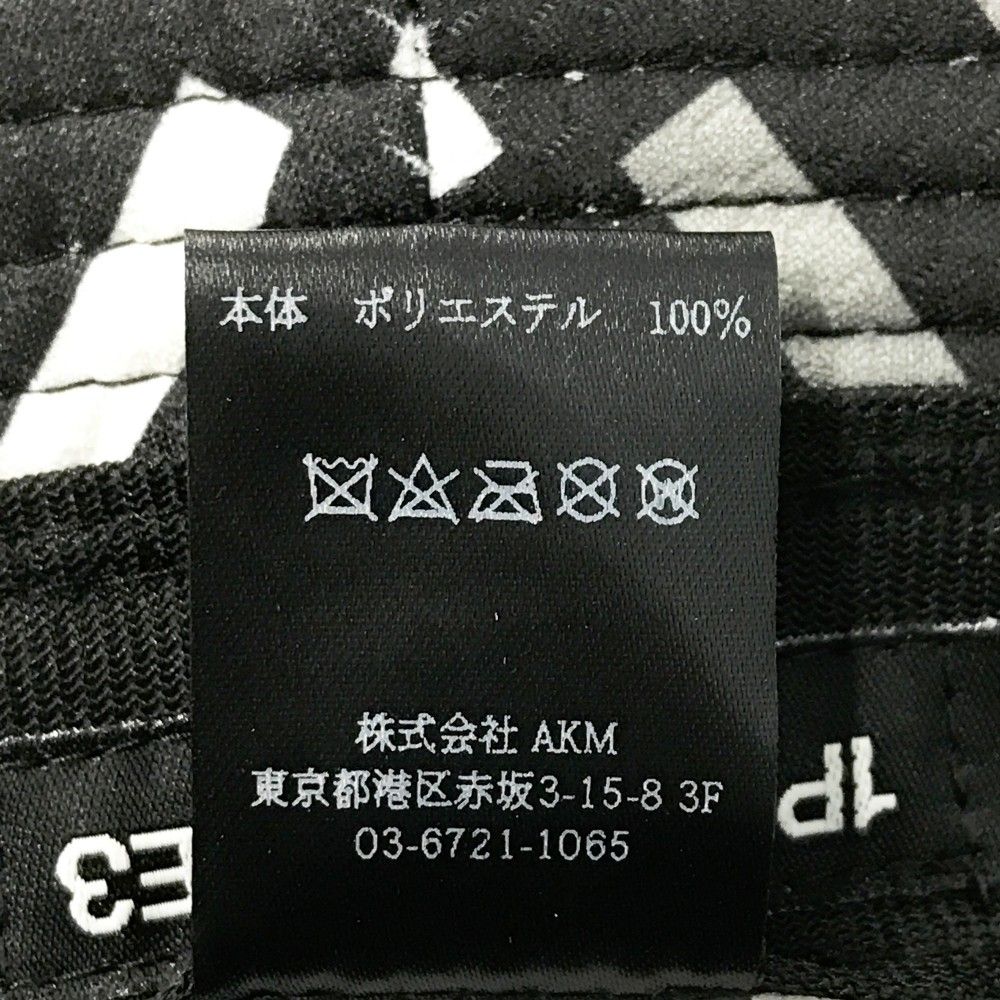 本体　ポリエステル　100%
W
株式会社 AKM
東京都港区赤坂3-15-8 3F
03-6721-1065
1P